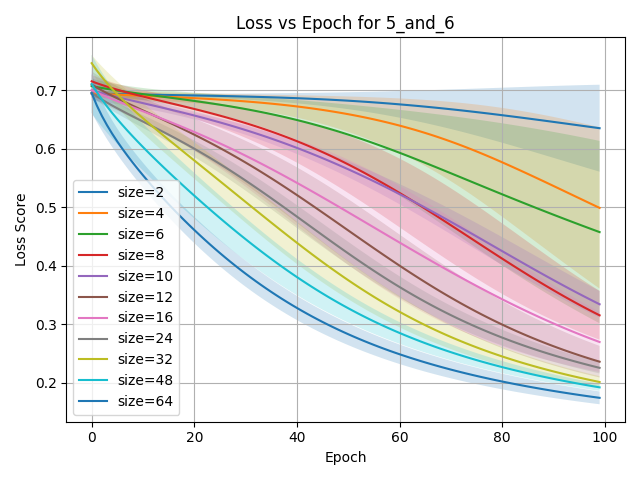 Loss vs Epoch for 5_and_6
Loss Score
0.7
0.6
0.5
0.4
0.3
0.2
size=2
size=4
size=6
size=8
size=10
size=12
size=16
size=24
size=32
size=48
size=64
0 20 40 60 80 100
Epoch